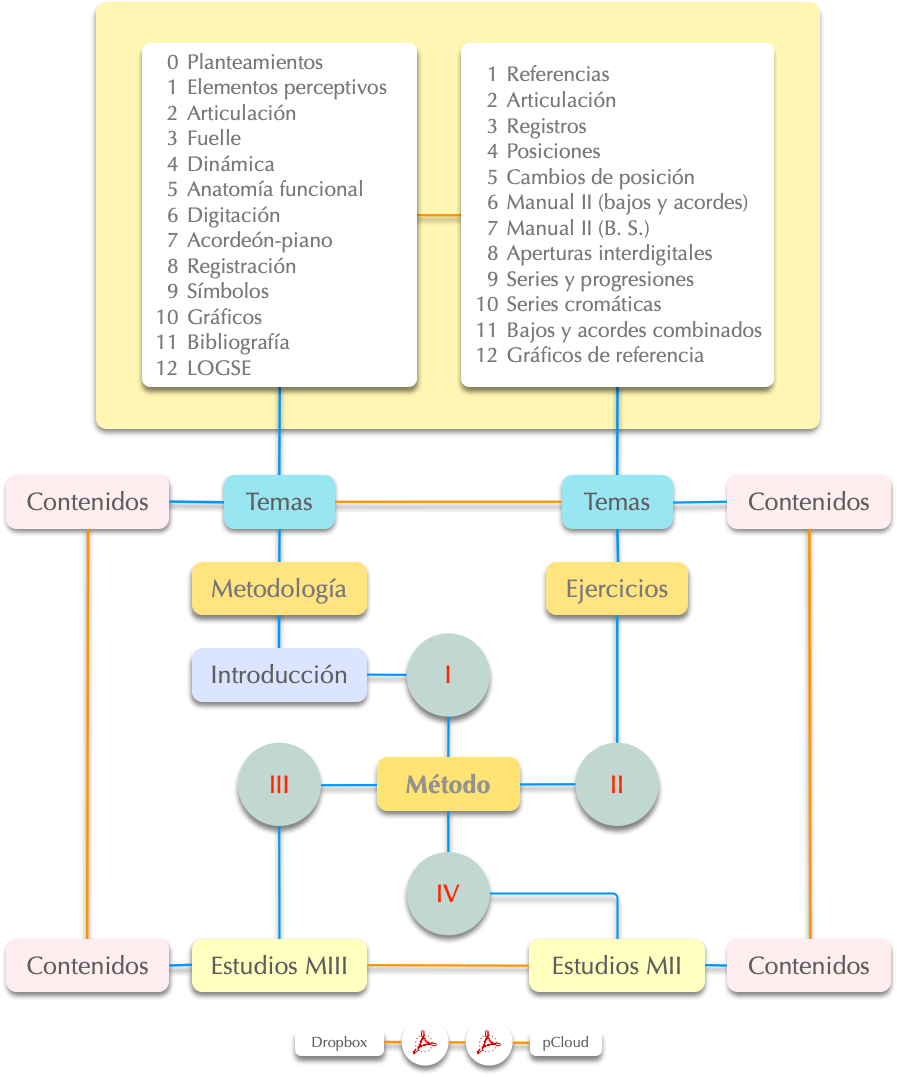 0 Planteamientos
1 Elementos perceptivos
2 Articulación
3 Fuelle
4 Dinámica
5 Anatomía funcional
6 Digitación
7 Acordeón-piano
8 Registración
9 Símbolos
10 Gráficos
11 Bibliografía
12 LOGSE
1 Referencias
2 Articulación
3 Registros
4 Posiciones
5 Cambios de posición
6 Manual II (bajos y acordes)
7 Manual II (B. S.)
8 Aperturas interdigitales
9 Series y progresiones
10 Series cromáticas
11 Bajos y acordes combinados
12 Gráficos de referencia
Contenidos
Temas
Temas
Contenidos
Metodología
Ejercicios
Introducción
I
III
Método
II
IV
Contenidos
Estudios MIII
Estudios MII
Contenidos
Dropbox
pCloud